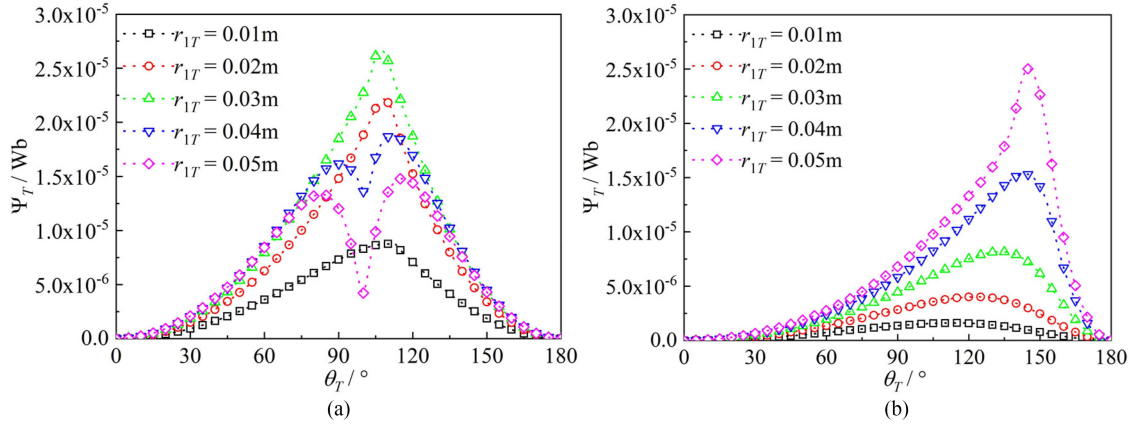 3.0x10⁻⁵
2.5x10⁻⁵
2.0x10⁻⁵
1.5x10⁻⁵
1.0x10⁻⁵
5.0x10⁻⁶
0.0
Ψ_T / Wb
r_1T = 0.01m
r_1T = 0.02m
r_1T = 0.03m
r_1T = 0.04m
r_1T = 0.05m
0 30 60 90 120 150 180
θ_T / °
(a)
3.0x10⁻⁵
2.5x10⁻⁵
2.0x10⁻⁵
1.5x10⁻⁵
1.0x10⁻⁵
5.0x10⁻⁶
0.0
Ψ_T / Wb
r_1T = 0.01m
r_1T = 0.02m
r_1T = 0.03m
r_1T = 0.04m
r_1T = 0.05m
0 30 60 90 120 150 180
θ_T / °
(b)